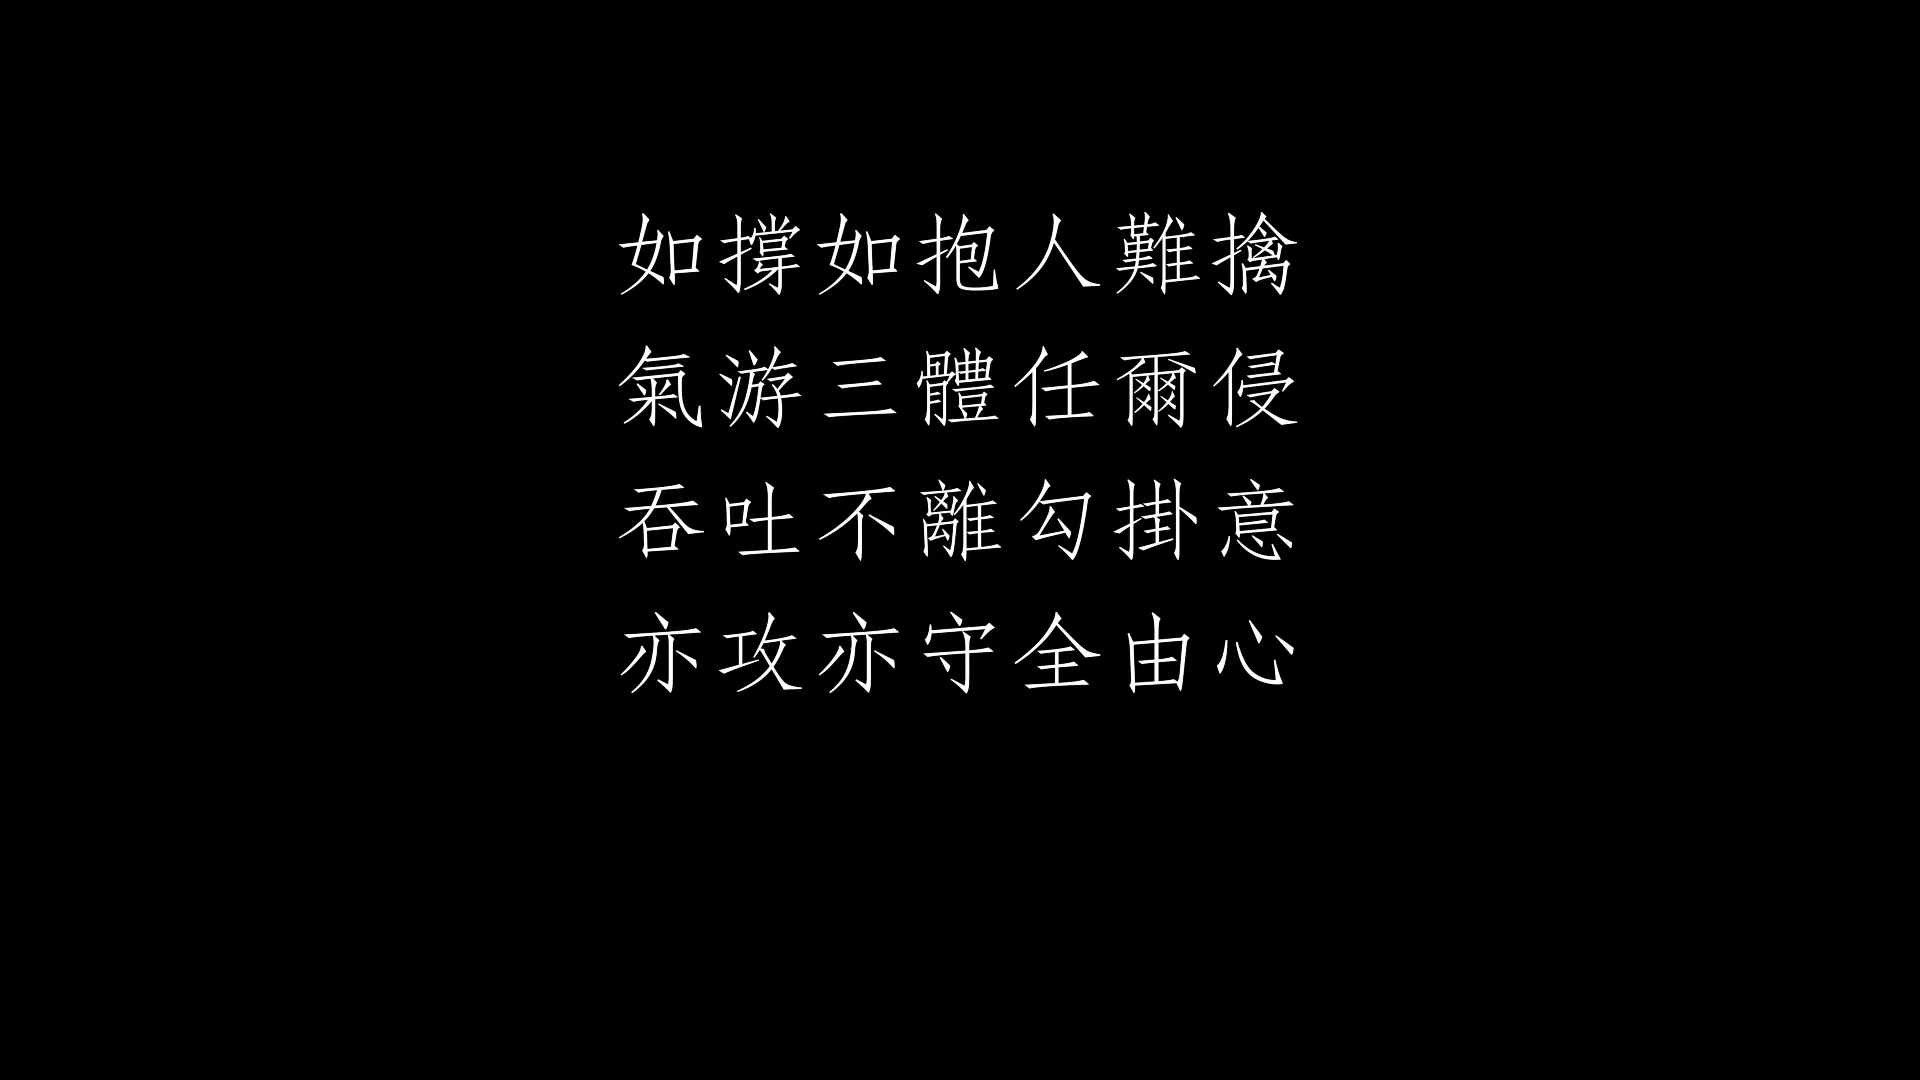 如撐如抱人難擒
氣游三體任爾侵
吞吐不離勾掛意
亦攻亦守全由心